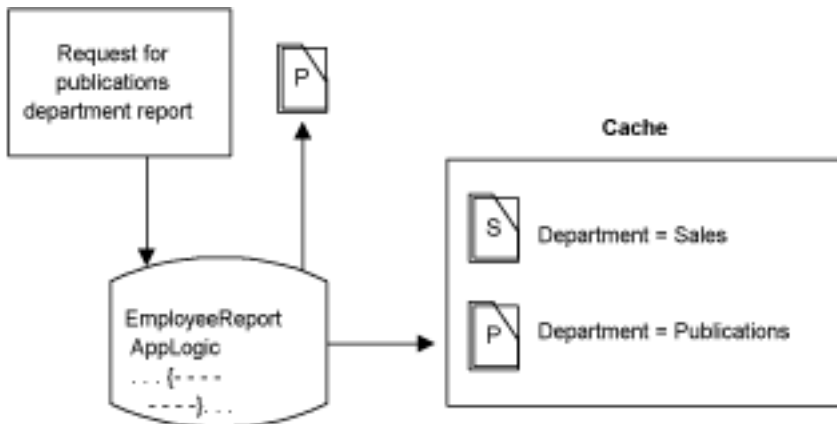 Request for
publications
department report
P
Cache
S
Department = Sales
P
Department = Publications
EmployeeReport
AppLogic
. . . {- - - -
- - - -}. . .